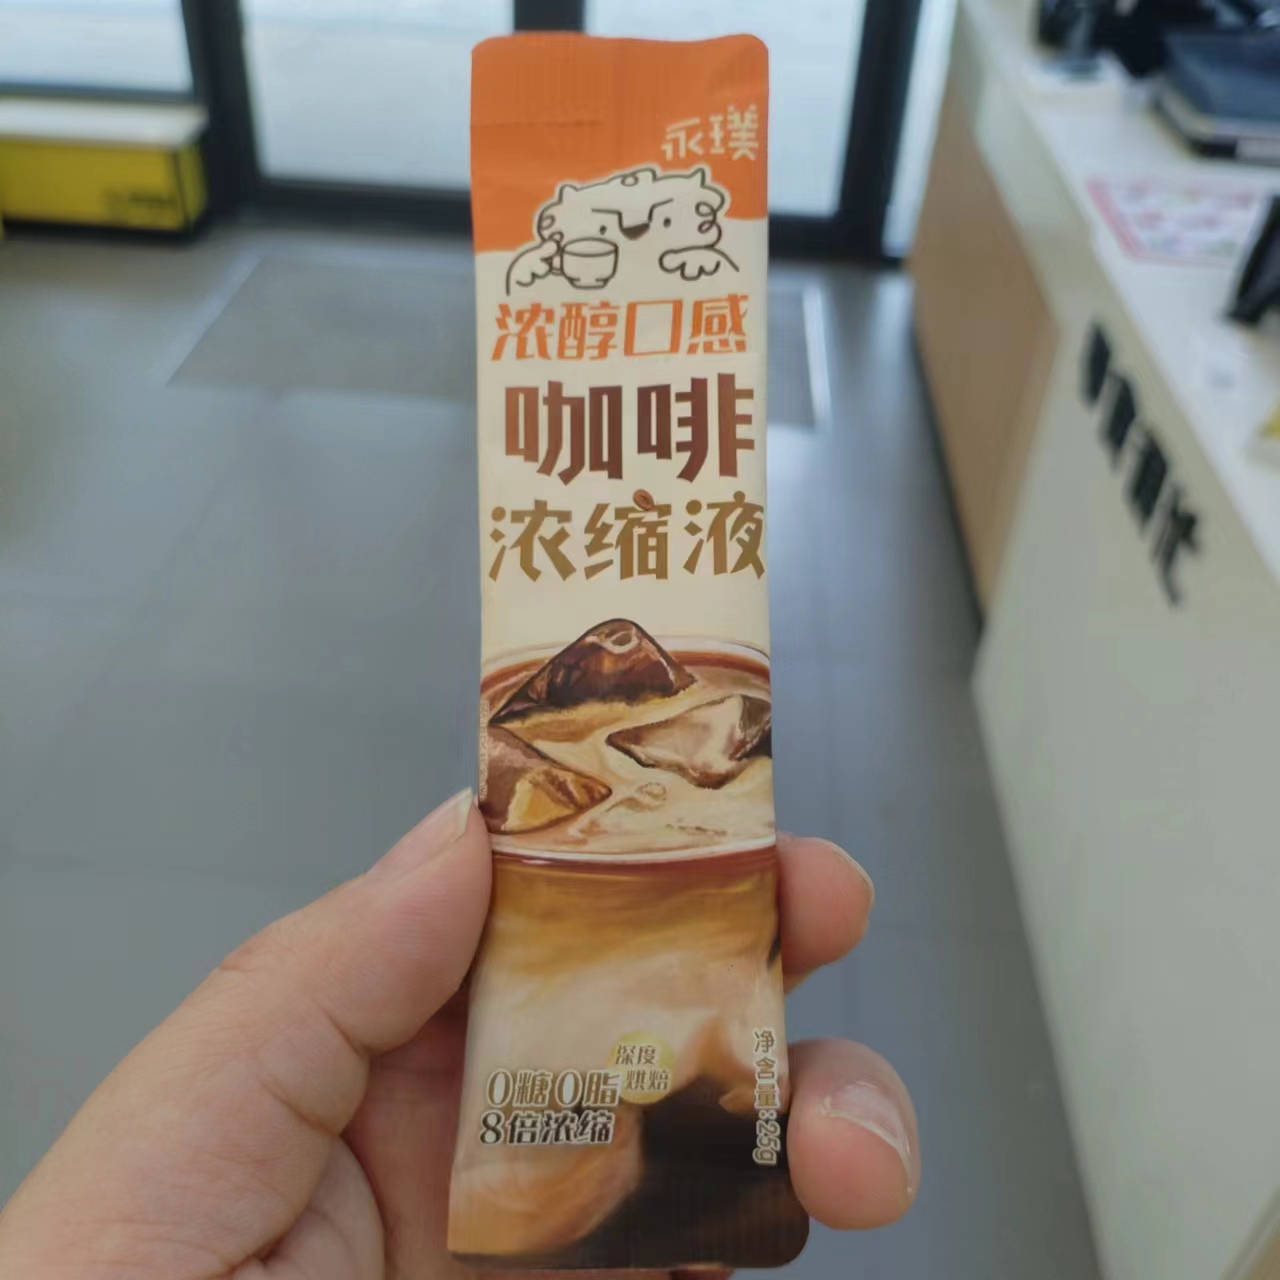 永璞
浓醇口感
咖啡
浓缩液
深度
烘焙
0糖0脂
8倍浓缩
净含量:25g